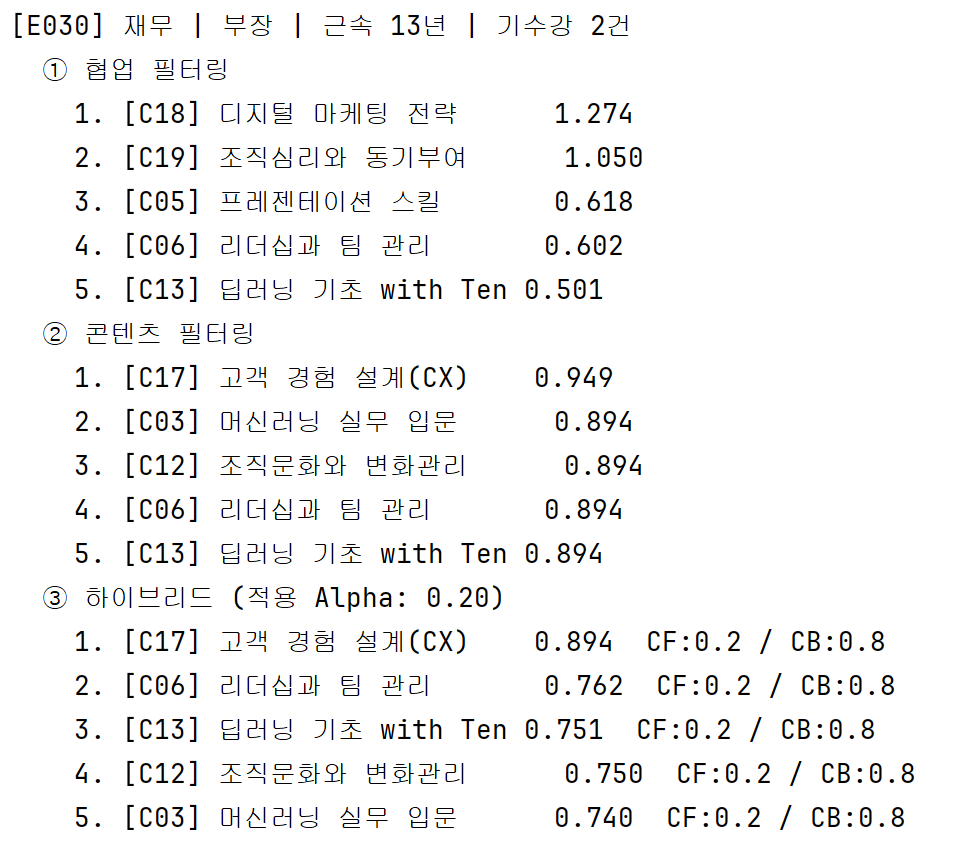 [E030] 재무 | 부장 | 근속 13년 | 기수강 2건
① 협업 필터링
1. [C18] 디지털 마케팅 전략 1.274
2. [C19] 조직심리와 동기부여 1.050
3. [C05] 프레젠테이션 스킬 0.618
4. [C06] 리더십과 팀 관리 0.602
5. [C13] 딥러닝 기초 with Ten 0.501
② 콘텐츠 필터링
1. [C17] 고객 경험 설계(CX) 0.949
2. [C03] 머신러닝 실무 입문 0.894
3. [C12] 조직문화와 변화관리 0.894
4. [C06] 리더십과 팀 관리 0.894
5. [C13] 딥러닝 기초 with Ten 0.894
③ 하이브리드 (적용 Alpha: 0.20)
1. [C17] 고객 경험 설계(CX) 0.894 CF:0.2 / CB:0.8
2. [C06] 리더십과 팀 관리 0.762 CF:0.2 / CB:0.8
3. [C13] 딥러닝 기초 with Ten 0.751 CF:0.2 / CB:0.8
4. [C12] 조직문화와 변화관리 0.750 CF:0.2 / CB:0.8
5. [C03] 머신러닝 실무 입문 0.740 CF:0.2 / CB:0.8